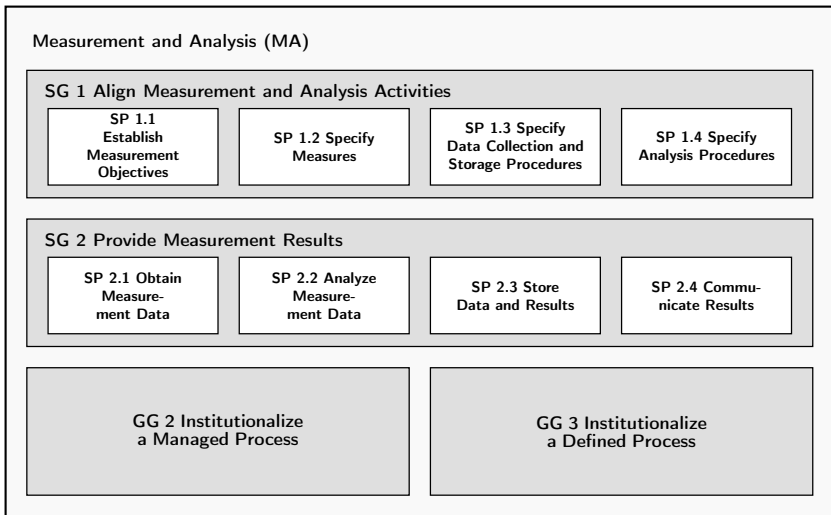 Measurement and Analysis (MA)
SG 1 Align Measurement and Analysis Activities
SP 1.1
Establish
Measurement
Objectives
SP 1.2 Specify
Measures
SP 1.3 Specify
Data Collection and
Storage Procedures
SP 1.4 Specify
Analysis Procedures
SG 2 Provide Measurement Results
SP 2.1 Obtain
Measure-
ment Data
SP 2.2 Analyze
Measure-
ment Data
SP 2.3 Store
Data and Results
SP 2.4 Commu-
nicate Results
GG 2 Institutionalize
a Managed Process
GG 3 Institutionalize
a Defined Process